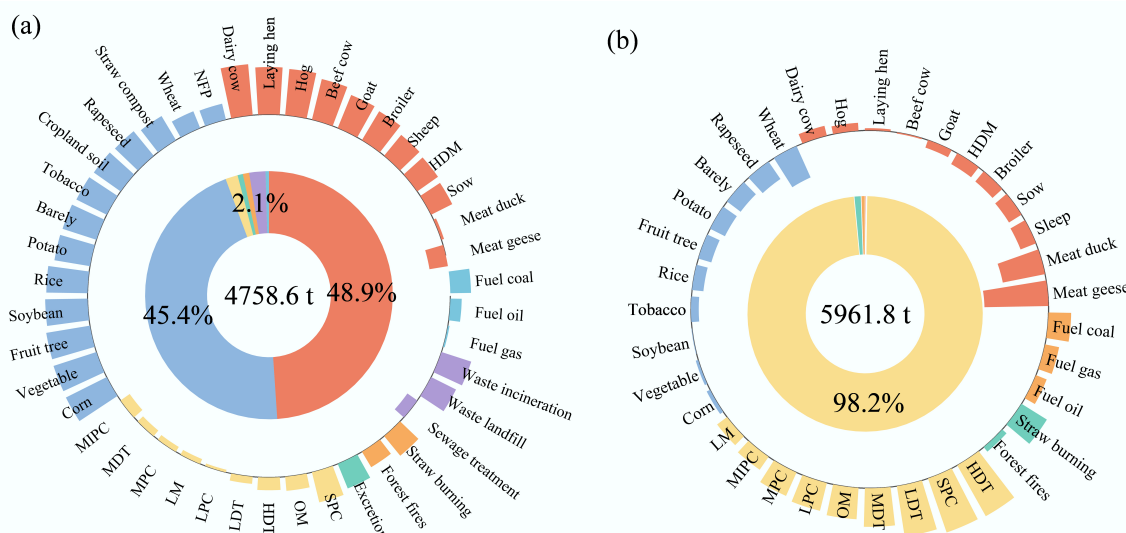 (a)
Dairy cow
Laying hen
Hog
Beef cow
Goat
Broiler
Sheep
HDM
Sow
Meat duck
Meat geese
Fuel coal
Fuel oil
Fuel gas
Waste incineration
Waste landfill
Sewage treatment
Straw burning
Forest fires
Excretion
SPC
OM
HDT
LDT
LPC
LM
MPC
MDT
MIPC
Corn
Vegetable
Fruit tree
Soybean
Rice
Potato
Barely
Tobacco
Cropland soil
Rapeseed
Straw compost
Wheat
NFP
2.1%
4758.6 t
48.9%
45.4%
(b)
Dairy cow
Hog
Laying hen
Beef cow
Goat
HDM
Broiler
Sow
Sleep
Meat duck
Meat geese
Fuel coal
Fuel gas
Fuel oil
Straw burning
Forest fires
HDT
SPC
LDT
MDT
OM
LPC
MPC
MIPC
LM
Corn
Vegetable
Soybean
Tobacco
Rice
Fruit tree
Potato
Barely
Rapeseed
Wheat
5961.8 t
98.2%